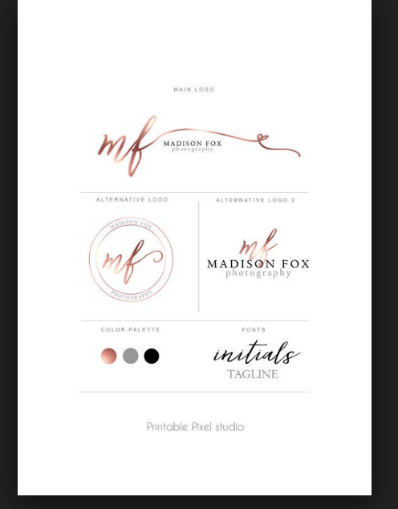 MAIN LOGO
mf
MADISON FOX
photography
ALTERNATIVE LOGO
MADISON FOX
mf
PHOTOGRAPHY
ALTERNATIVE LOGO 2
mf
MADISON FOX
photography
COLOR PALETTE
FONTS
initials
TAGLINE
Printable Pixel studio